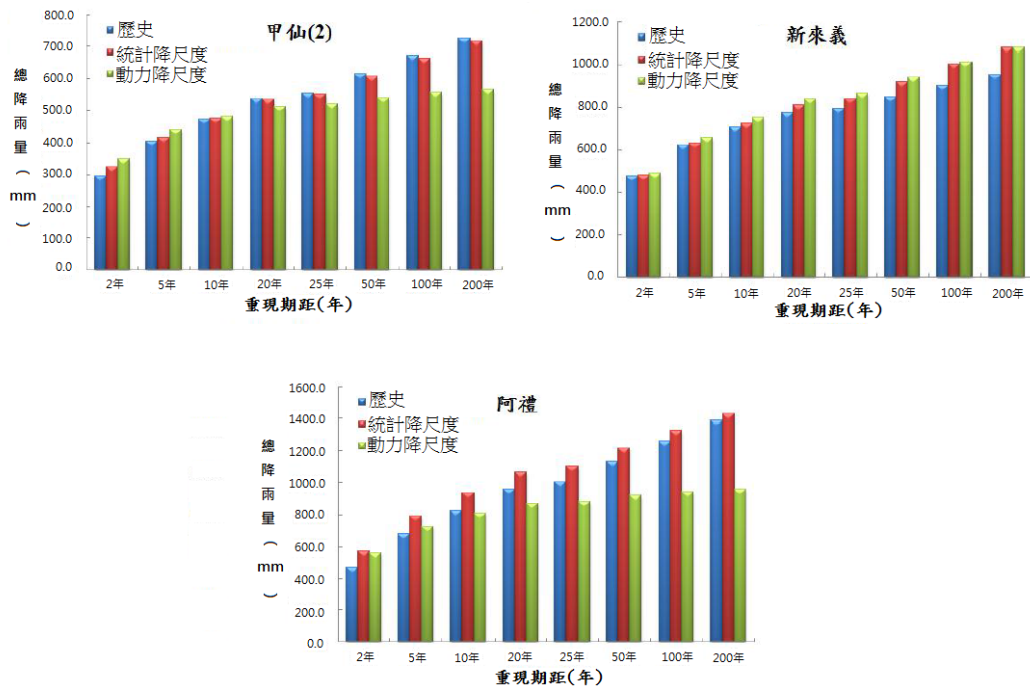 甲仙(2)
歷史
統計降尺度
動力降尺度
總降雨量(mm)
800.0
700.0
600.0
500.0
400.0
300.0
200.0
100.0
0.0
2年 5年 10年 20年 25年 50年 100年 200年
重現期距(年)
新來義
歷史
統計降尺度
動力降尺度
總降雨量(mm)
1200.0
1000.0
800.0
600.0
400.0
200.0
0.0
2年 5年 10年 20年 25年 50年 100年 200年
重現期距(年)
阿禮
歷史
統計降尺度
動力降尺度
總降雨量(mm)
1600.0
1400.0
1200.0
1000.0
800.0
600.0
400.0
200.0
0.0
2年 5年 10年 20年 25年 50年 100年 200年
重現期距(年)